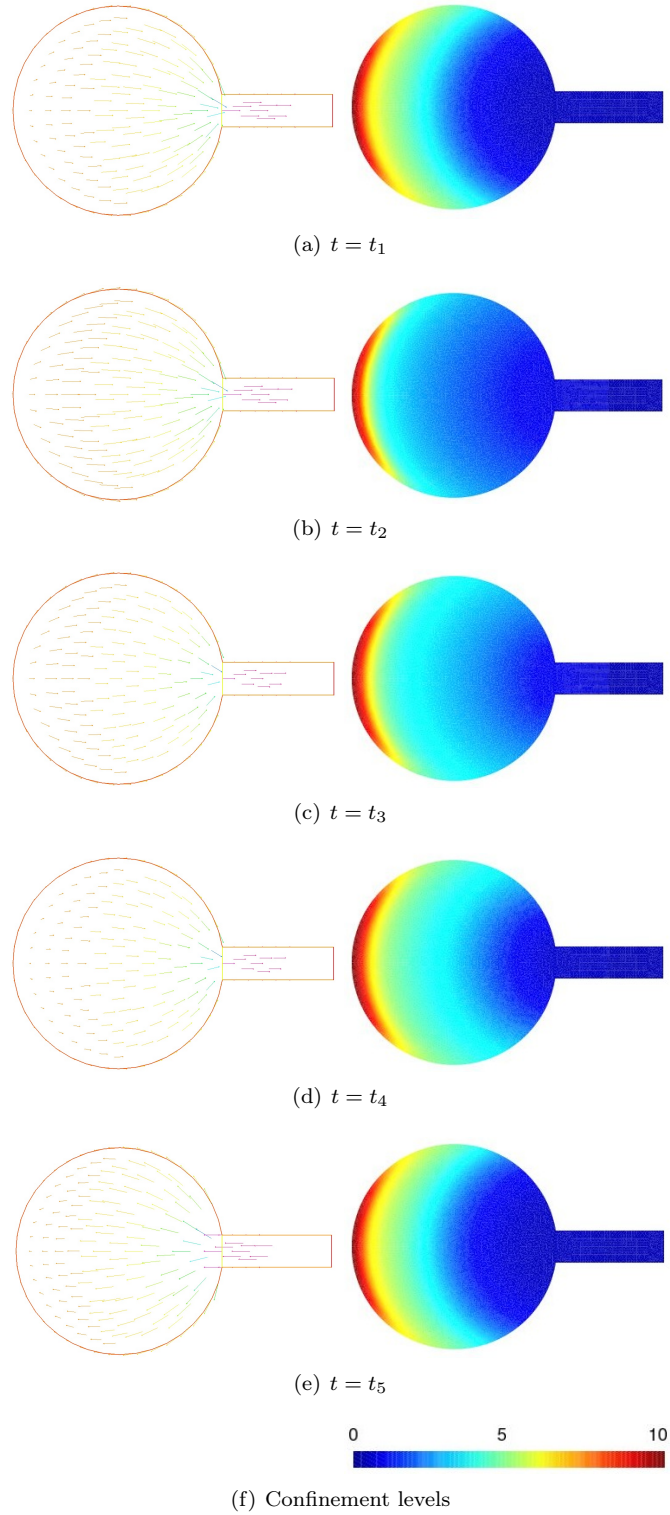 (a) t = t₁
(b) t = t₂
(c) t = t₃
(d) t = t₄
(e) t = t₅
0 5 10
(f) Confinement levels